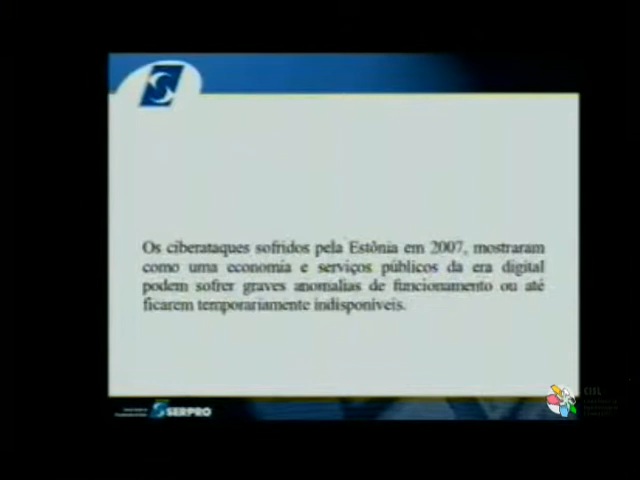 Os ciberataques sofridos pela Estônia em 2007, mostraram
como uma economia e serviços públicos da era digital
podem sofrer graves anomalias de funcionamento ou até
ficarem temporariamente indisponíveis.
SERPRO